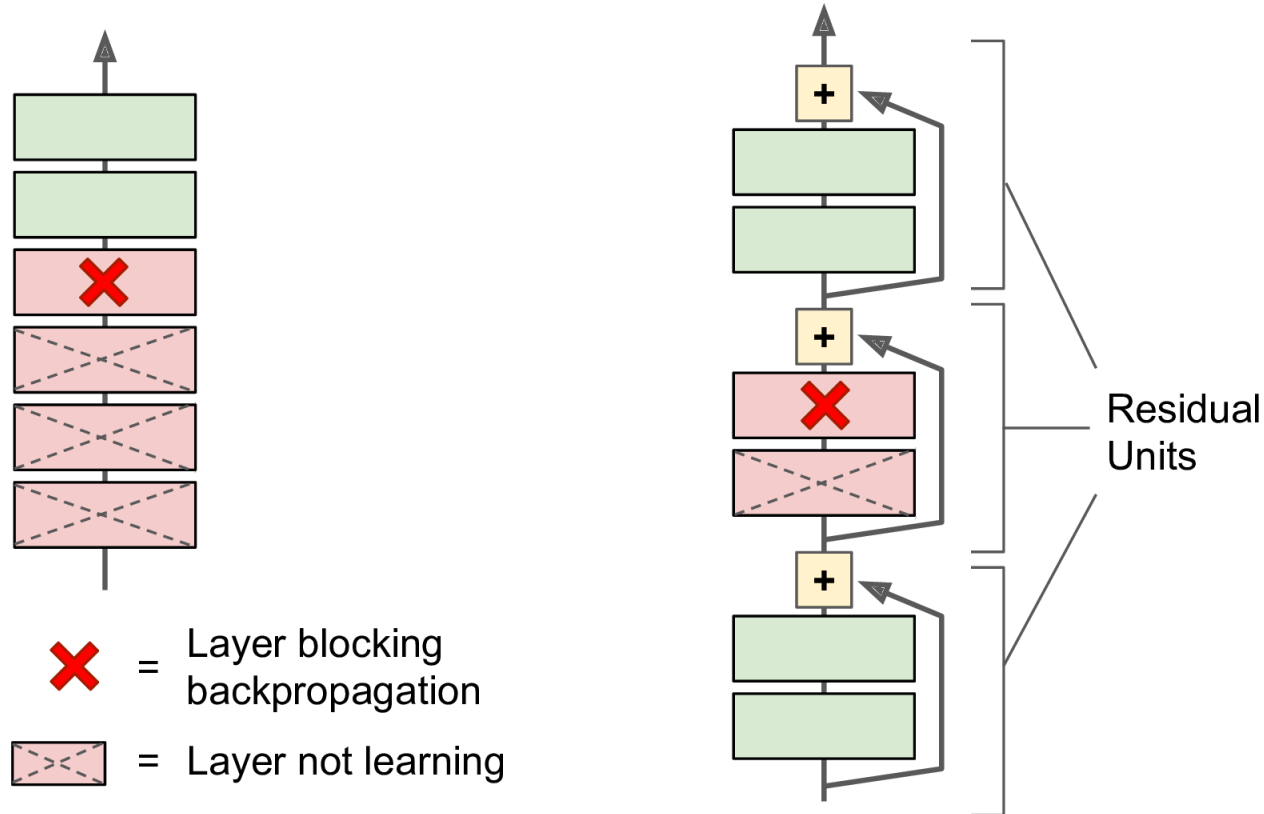 +
+
Residual
Units
+
= Layer blocking
backpropagation
= Layer not learning